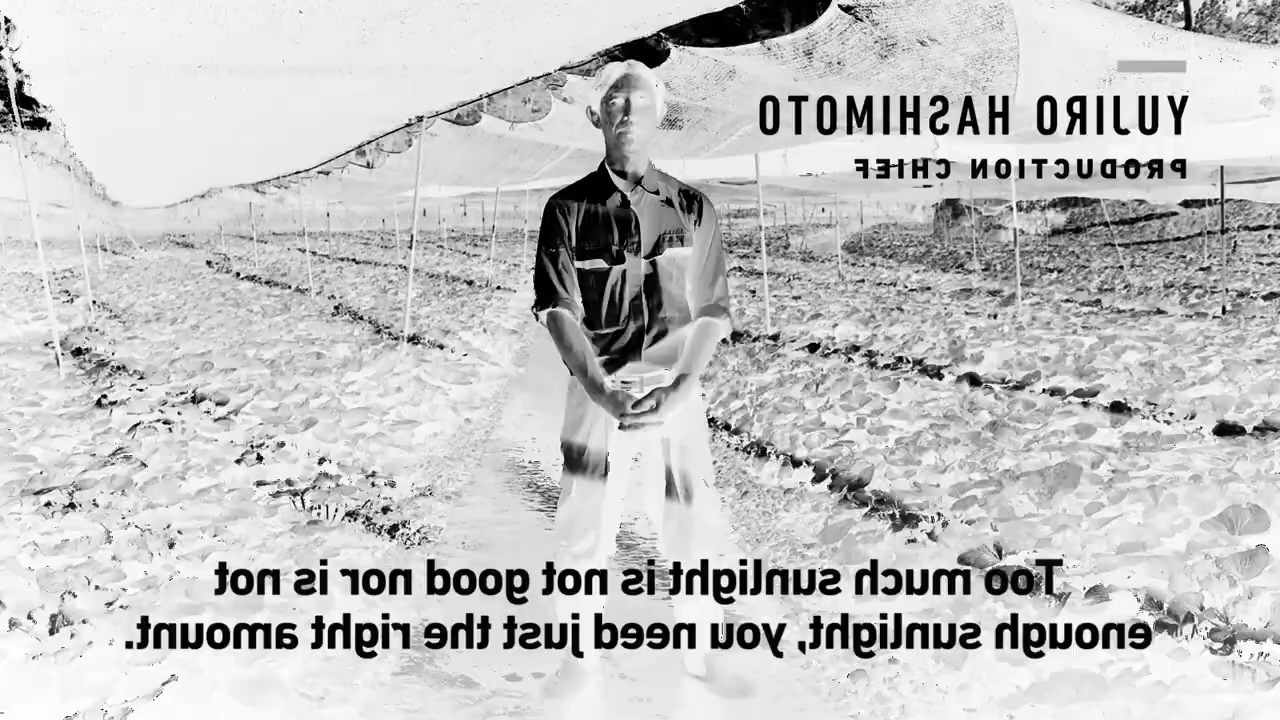 YUJIRO HASHIMOTO
PRODUCTION CHIEF
Too much sunlight is not good nor is not
enough sunlight, you need just the right amount.